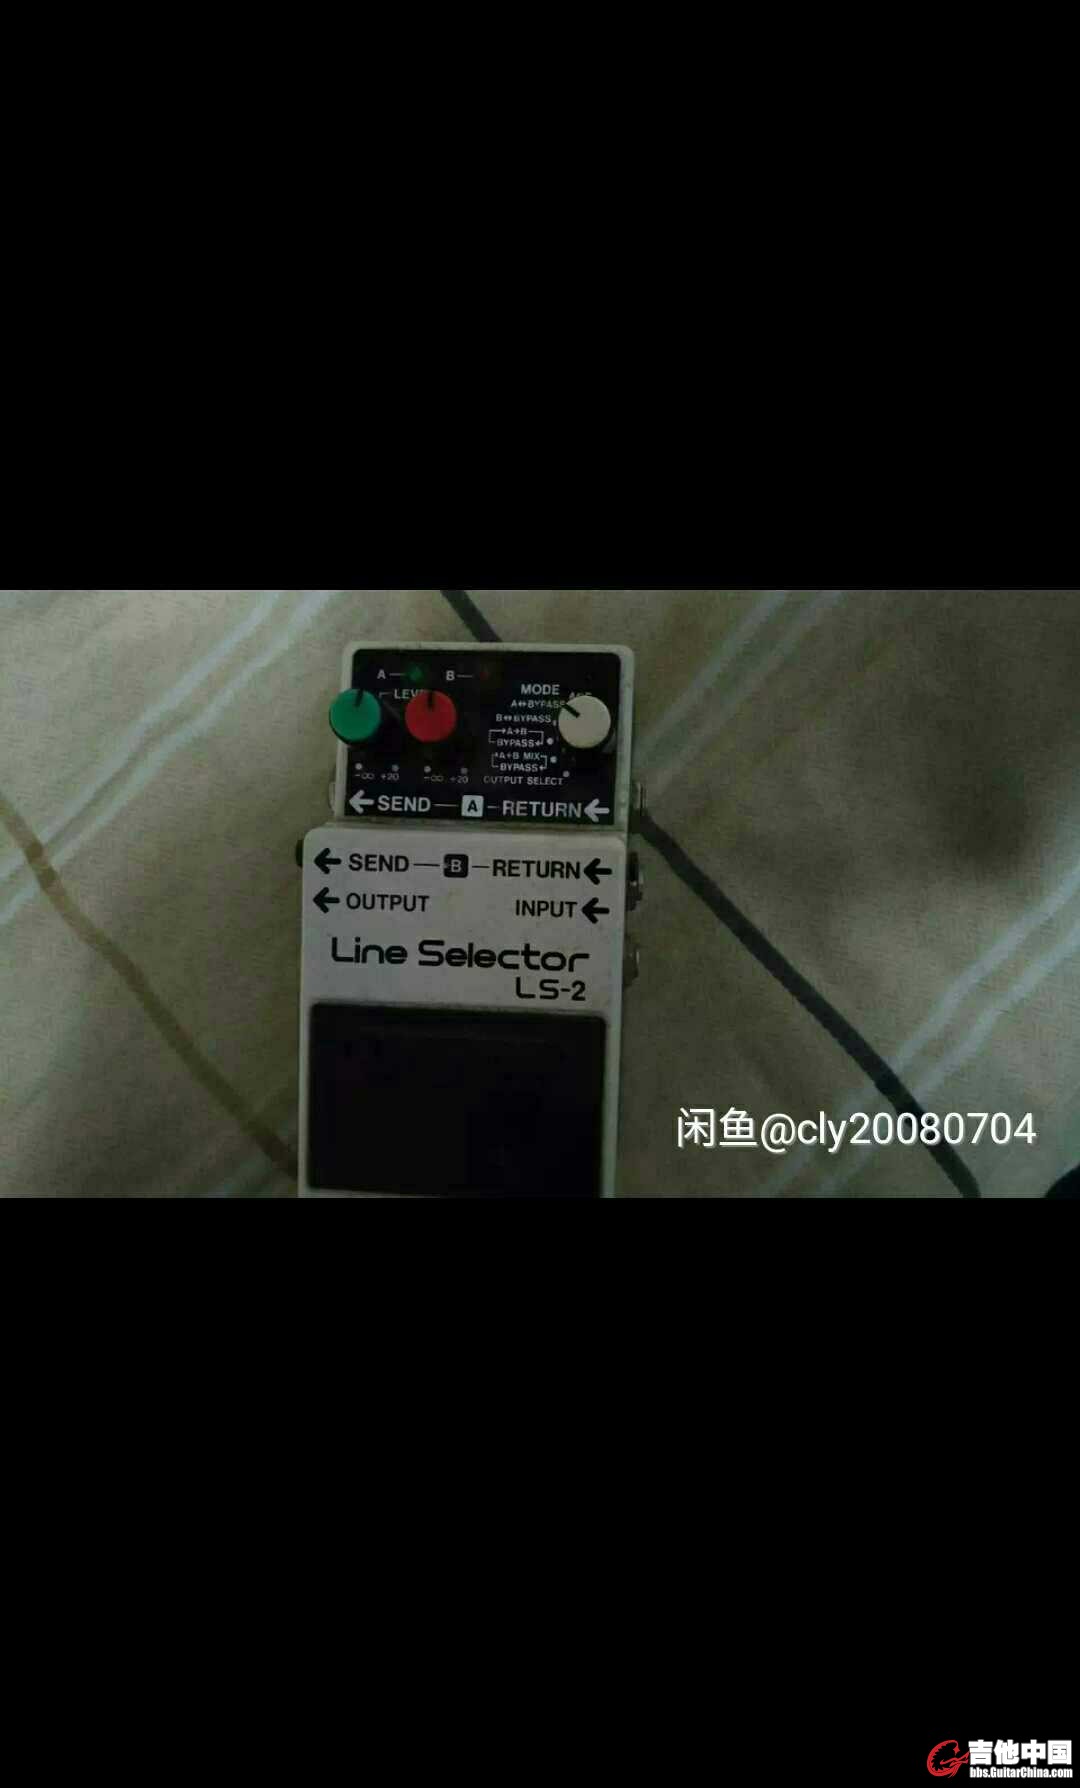 A
B
MODE
A↔BYPASS
B↔BYPASS
A→B
BYPASS
A+B MIX
BYPASS
OUTPUT SELECT
-∞ +20
-∞ +20
←SEND — A — RETURN←
←SEND — B — RETURN←
←OUTPUT
INPUT←
Line Selector
LS-2
闲鱼@cly20080704
吉他中国
bbs.GuitarChina.com